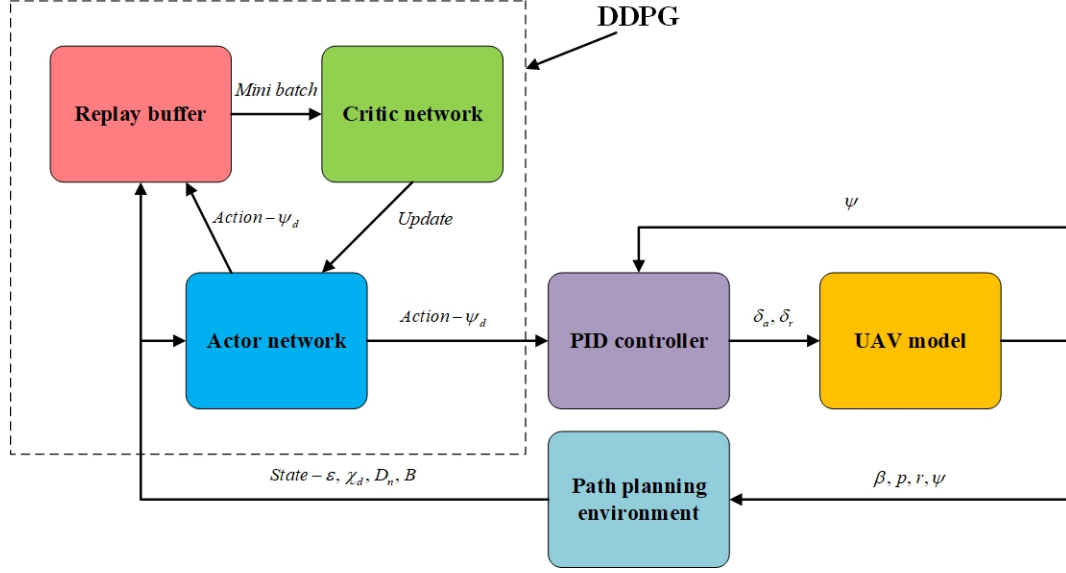 DDPG
Replay buffer
Mini batch
Critic network
Action − ψd
Update
ψ
Actor network
Action − ψd
PID controller
δa, δr
UAV model
State − ε, χd, Dn, B
Path planning
environment
β, p, r, ψ